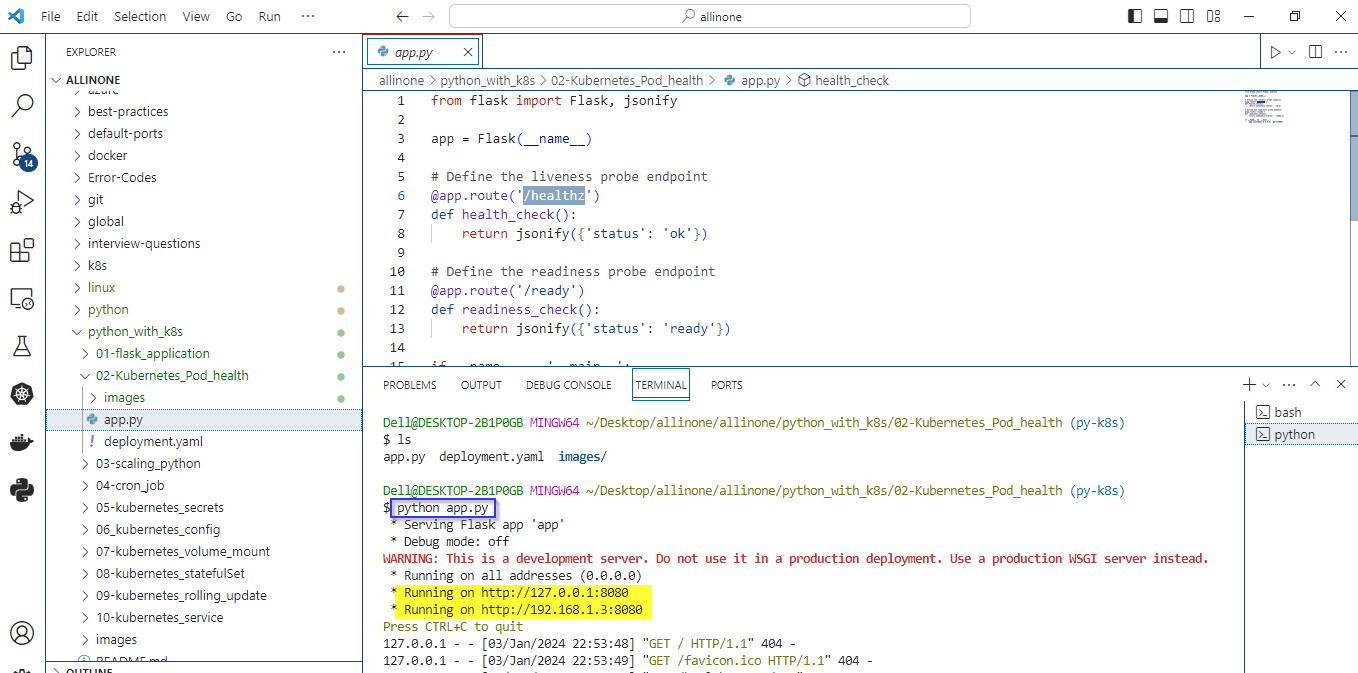 File Edit Selection View Go Run ···
allinone
EXPLORER ···
ALLINONE
azure
best-practices
default-ports
docker
Error-Codes
git
global
interview-questions
k8s
linux
python
python_with_k8s
01-flask_application
02-Kubernetes_Pod_health
images
app.py
deployment.yaml
03-scaling_python
04-cron_job
05-kubernetes_secrets
06_kubernetes_config
07-kubernetes_volume_mount
08-kubernetes_statefulSet
09-kubernetes_rolling_update
10-kubernetes_service
images
README.md
OUTLINE
14
app.py
allinone > python_with_k8s > 02-Kubernetes_Pod_health > app.py > health_check
1 from flask import Flask, jsonify
2
3 app = Flask(__name__)
4
5 # Define the liveness probe endpoint
6 @app.route('/healthz')
7 def health_check():
8 return jsonify({'status': 'ok'})
9
10 # Define the readiness probe endpoint
11 @app.route('/ready')
12 def readiness_check():
13 return jsonify({'status': 'ready'})
14
15 if __name__ == '__main__':
PROBLEMS OUTPUT DEBUG CONSOLE TERMINAL PORTS
bash
python
Dell@DESKTOP-2B1P0GB MINGW64 ~/Desktop/allinone/allinone/python_with_k8s/02-Kubernetes_Pod_health (py-k8s)
$ ls
app.py deployment.yaml images/
Dell@DESKTOP-2B1P0GB MINGW64 ~/Desktop/allinone/allinone/python_with_k8s/02-Kubernetes_Pod_health (py-k8s)
$ python app.py
* Serving Flask app 'app'
* Debug mode: off
WARNING: This is a development server. Do not use it in a production deployment. Use a production WSGI server instead.
* Running on all addresses (0.0.0.0)
* Running on http://127.0.0.1:8080
* Running on http://192.168.1.3:8080
Press CTRL+C to quit
127.0.0.1 - - [03/Jan/2024 22:53:48] "GET / HTTP/1.1" 404 -
127.0.0.1 - - [03/Jan/2024 22:53:49] "GET /favicon.ico HTTP/1.1" 404 -